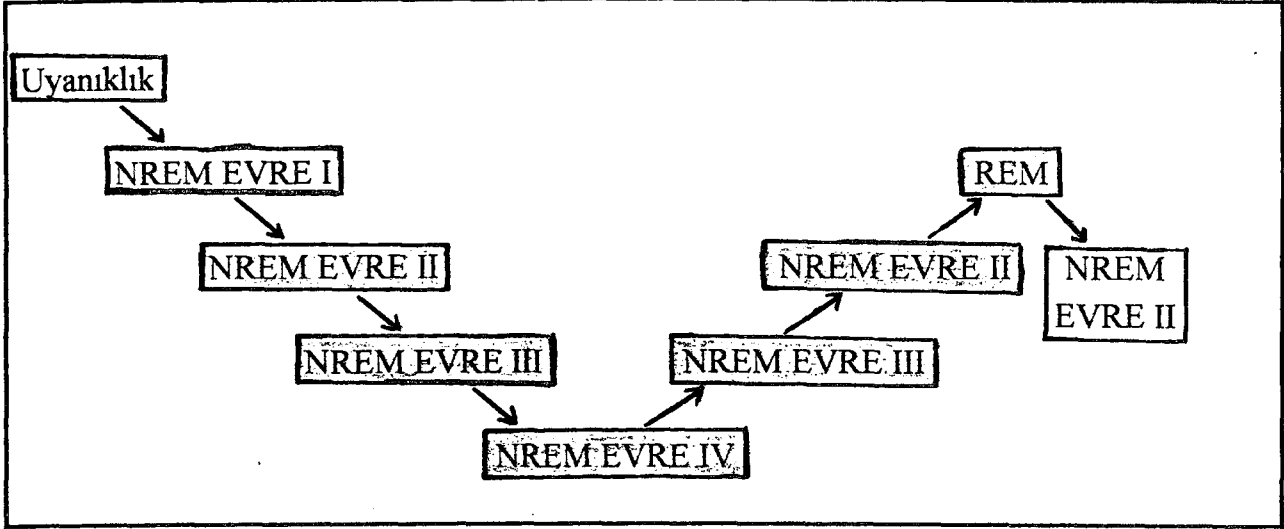 Uyanıklık
NREM EVRE I
NREM EVRE II
NREM EVRE III
NREM EVRE IV
NREM EVRE III
NREM EVRE II
REM
NREM
EVRE II